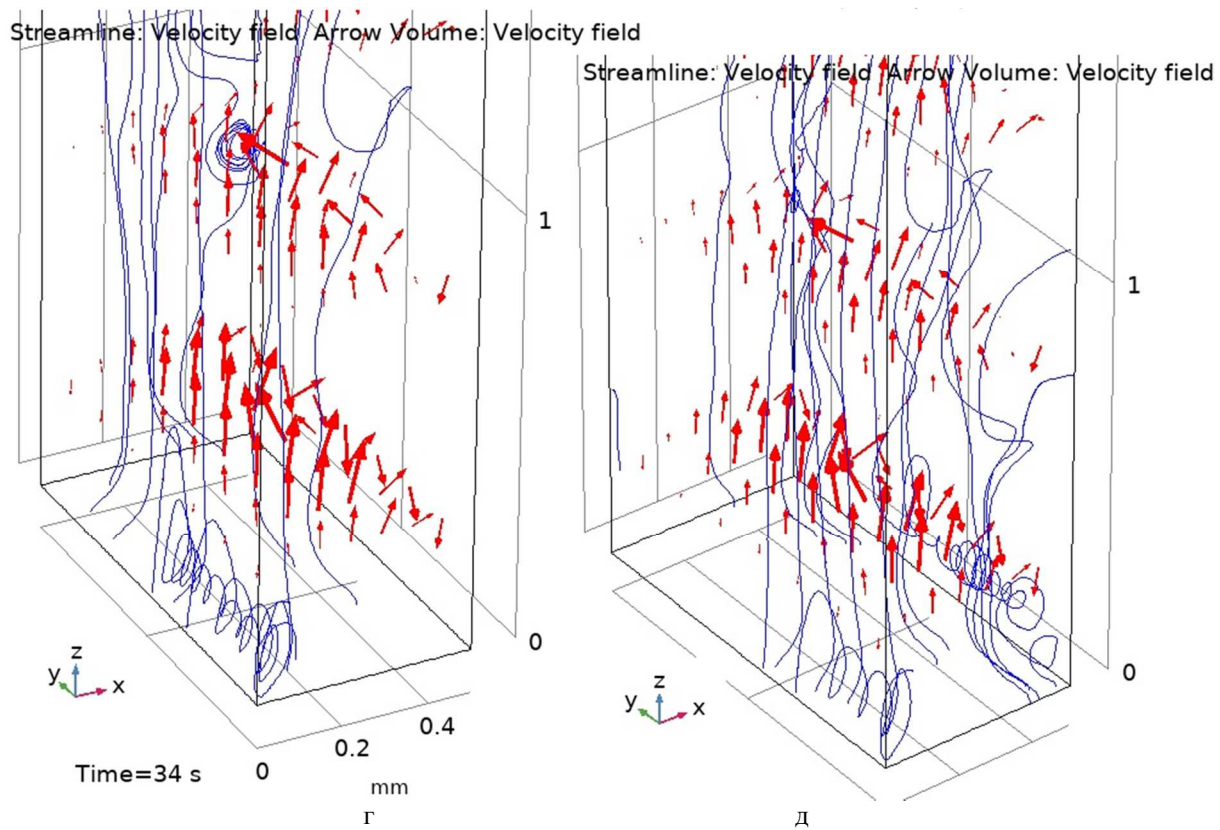 Streamline: Velocity field Arrow Volume: Velocity field
1
0
z
y
x
0.4
0.2
0
Time=34 s
mm
г
Streamline: Velocity field Arrow Volume: Velocity field
1
0
z
y
x
д